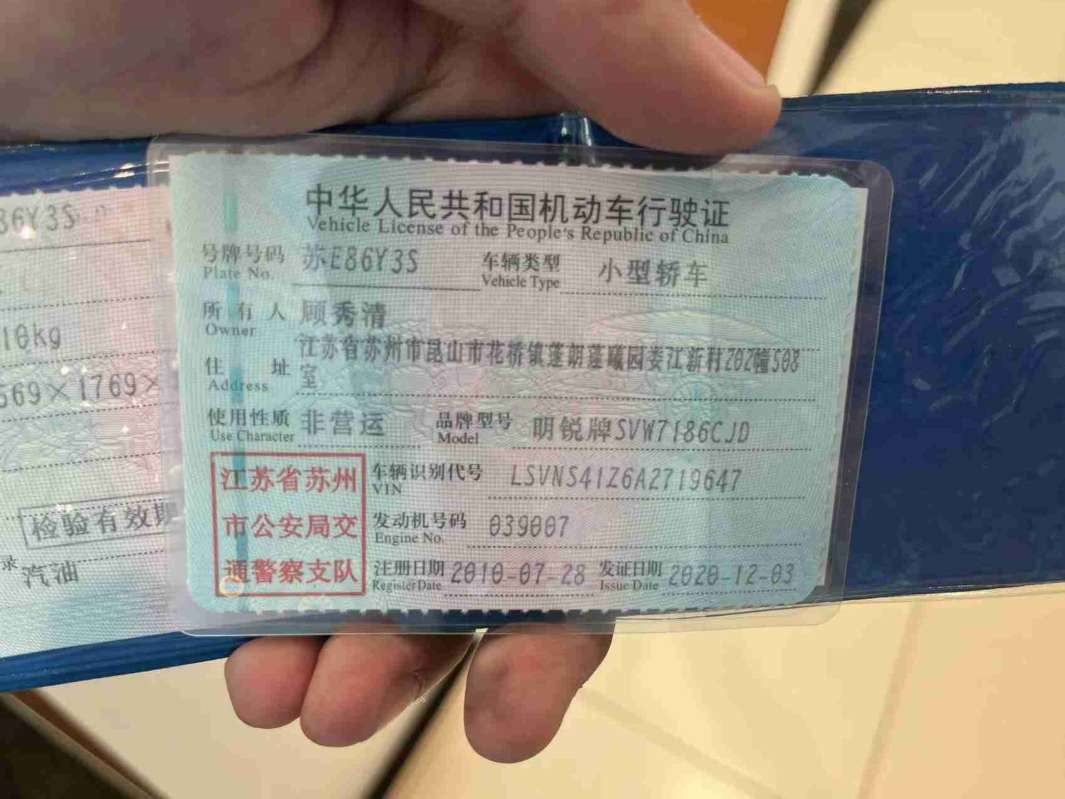 86Y3S
10kg
569×1769×
检验有效期
录 汽油
中华人民共和国机动车行驶证
Vehicle License of the People's Republic of China
号牌号码 苏E86Y3S 车辆类型 小型轿车
Plate No. Vehicle Type
所有人 顾秀清
Owner
江苏省苏州市昆山市花桥镇蓬朗蓬曦园娄江新村202幢508
住址 室
Address
使用性质 非营运 品牌型号 明锐牌SVW7186CJD
Use Character Model
江苏省苏州 车辆识别代号 LSVNS41Z6A2719647
VIN
市公安局交 发动机号码 039007
Engine No.
通警察支队 注册日期 2010-07-28 发证日期 2020-12-03
Register Date Issue Date